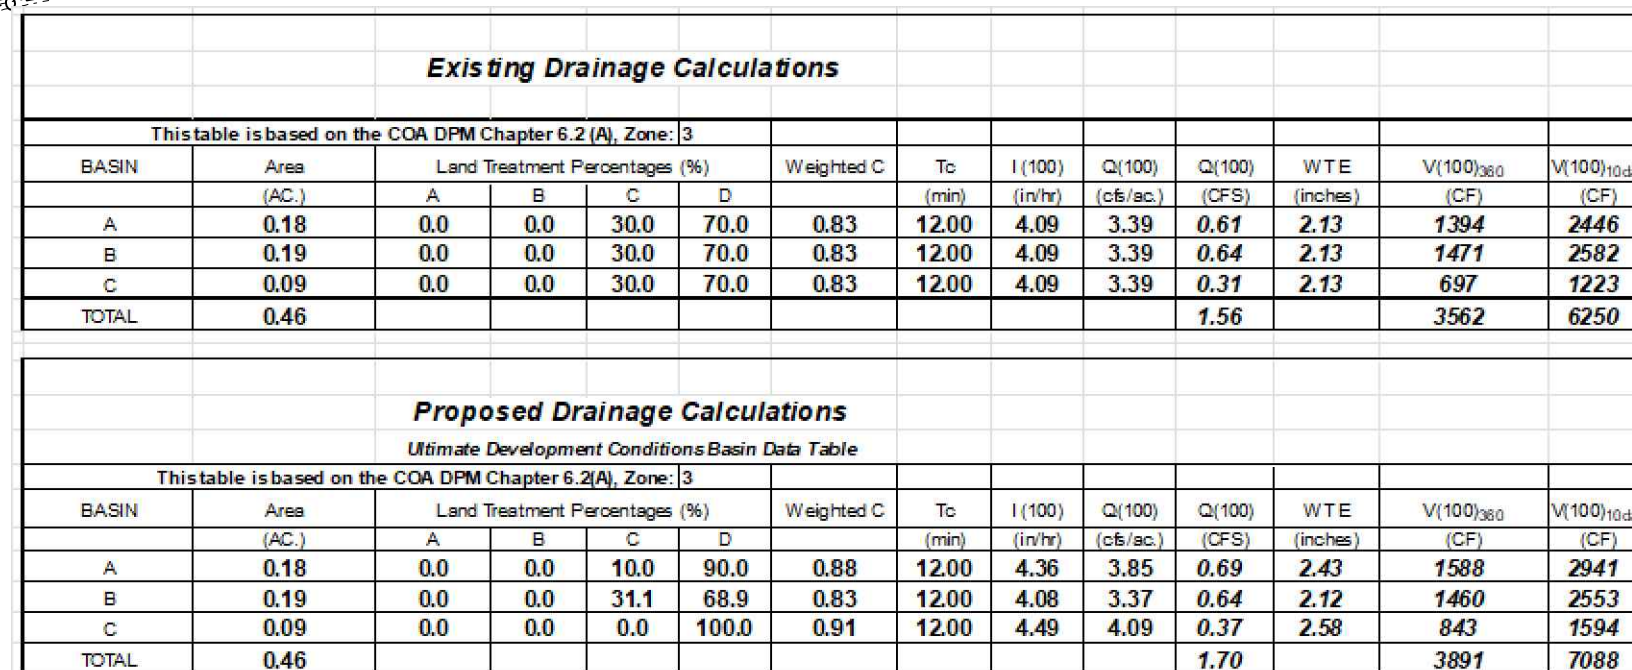 Existing Drainage Calculations
This table is based on the COA DPM Chapter 6.2 (A), Zone: 3
BASIN Area Land Treatment Percentages (%) Weighted C Tc I (100) Q(100) Q(100) WTE V(100)360 V(100)10d
(AC.) A B C D (min) (in/hr) (cfs/ac.) (CFS) (inches) (CF) (CF)
A 0.18 0.0 0.0 30.0 70.0 0.83 12.00 4.09 3.39 0.61 2.13 1394 2446
B 0.19 0.0 0.0 30.0 70.0 0.83 12.00 4.09 3.39 0.64 2.13 1471 2582
C 0.09 0.0 0.0 30.0 70.0 0.83 12.00 4.09 3.39 0.31 2.13 697 1223
TOTAL 0.46 1.56 3562 6250
Proposed Drainage Calculations
Ultimate Development Conditions Basin Data Table
This table is based on the COA DPM Chapter 6.2(A), Zone: 3
BASIN Area Land Treatment Percentages (%) Weighted C Tc I (100) Q(100) Q(100) WTE V(100)360 V(100)10d
(AC.) A B C D (min) (in/hr) (cfs/ac.) (CFS) (inches) (CF) (CF)
A 0.18 0.0 0.0 10.0 90.0 0.88 12.00 4.36 3.85 0.69 2.43 1588 2941
B 0.19 0.0 0.0 31.1 68.9 0.83 12.00 4.08 3.37 0.64 2.12 1460 2553
C 0.09 0.0 0.0 0.0 100.0 0.91 12.00 4.49 4.09 0.37 2.58 843 1594
TOTAL 0.46 1.70 3891 7088